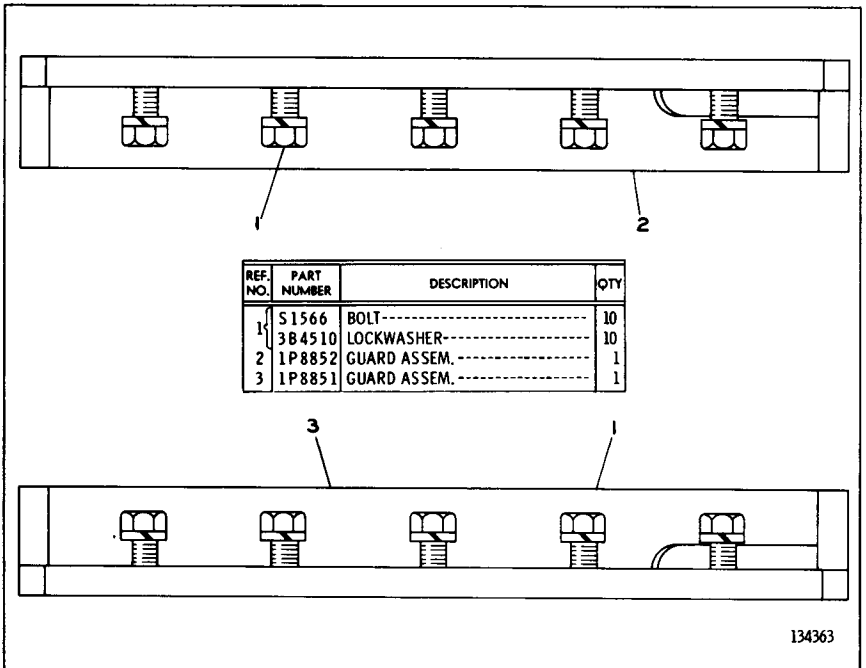 1 2
REF. NO. PART NUMBER DESCRIPTION QTY
1{ S1566 BOLT-------------------------- 10
3B4510 LOCKWASHER------------------ 10
2 1P8852 GUARD ASSEM. ---------------- 1
3 1P8851 GUARD ASSEM. ---------------- 1
3 1
134363